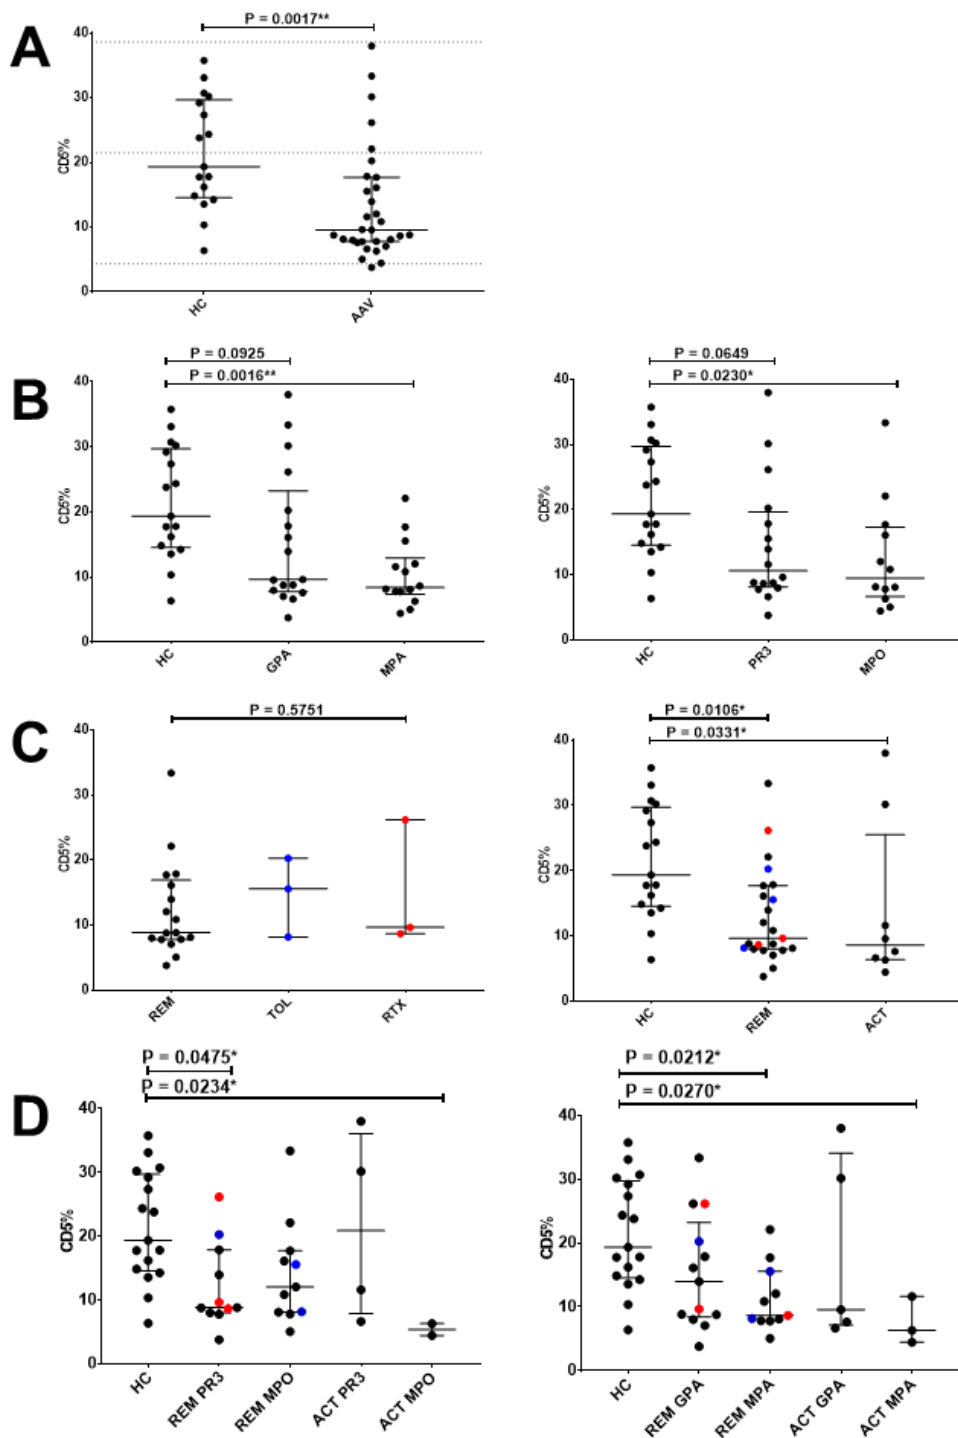 A
P = 0.0017**
CD5%
40
30
20
10
0
HC
AAV
B
P = 0.0925
P = 0.0016**
CD5%
40
30
20
10
0
HC
GPA
MPA
P = 0.0649
P = 0.0230*
CD5%
40
30
20
10
0
HC
PR3
MPO
C
P = 0.5751
CD5%
40
30
20
10
0
REM
TOL
RTX
P = 0.0106*
P = 0.0331*
CD5%
40
30
20
10
0
HC
REM
ACT
D
P = 0.0475*
P = 0.0234*
CD5%
40
30
20
10
0
HC
REM PR3
REM MPO
ACT PR3
ACT MPO
P = 0.0212*
P = 0.0270*
CD5%
40
30
20
10
0
HC
REM GPA
REM MPA
ACT GPA
ACT MPA